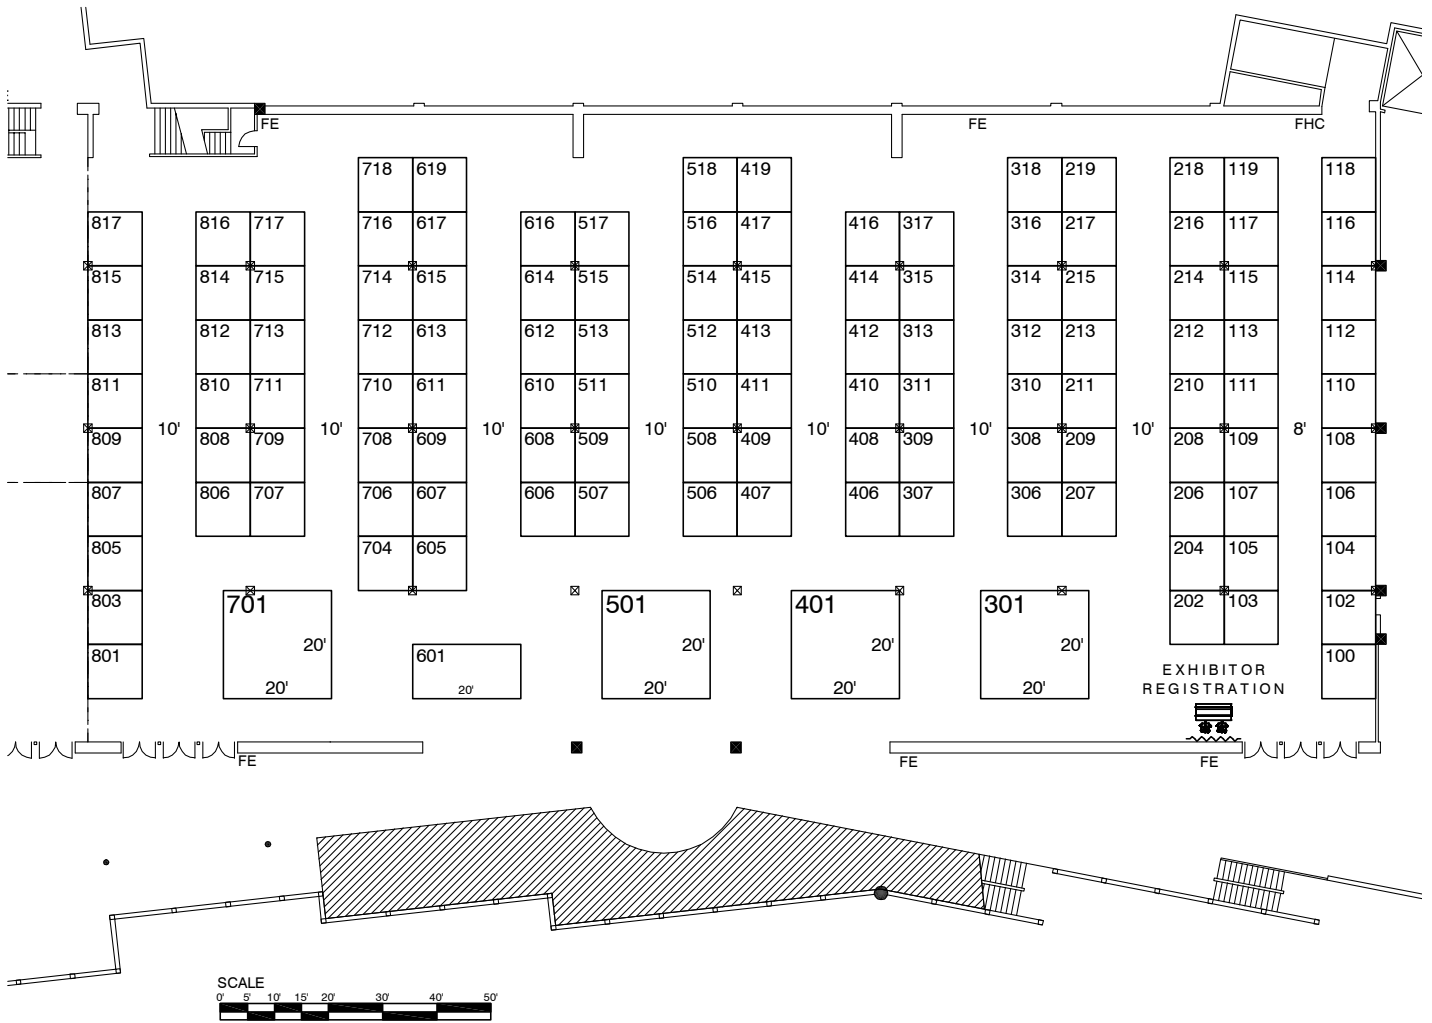 FE FE FHC
718 619 518 419 318 219 218 119 118
817 816 717 716 617 616 517 516 417 416 317 316 217 216 117 116
815 814 715 714 615 614 515 514 415 414 315 314 215 214 115 114
813 812 713 712 613 612 513 512 413 412 313 312 213 212 113 112
811 810 711 710 611 610 511 510 411 410 311 310 211 210 111 110
809 10' 808 709 10' 708 609 10' 608 509 10' 508 409 10' 408 309 10' 308 209 10' 208 109 8' 108
807 806 707 706 607 606 507 506 407 406 307 306 207 206 107 106
805 704 605 204 105 104
803 701 501 401 301 202 103 102
20' 20' 20' 20'
801 601 100
EXHIBITOR
REGISTRATION
20' 20' 20' 20' 20'
FE FE FE
SCALE
0' 5' 10' 15' 20' 30' 40' 50'